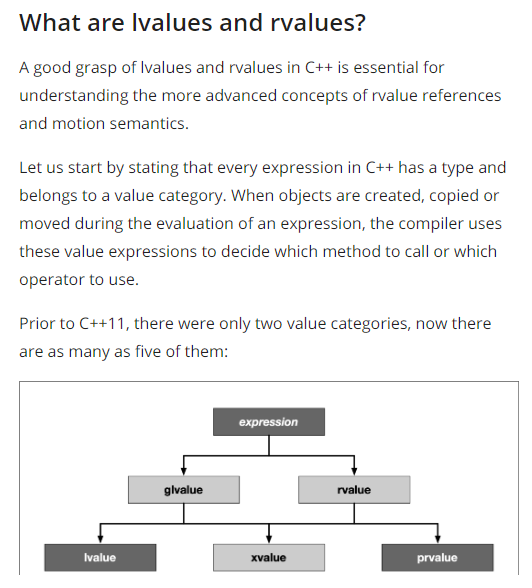 What are lvalues and rvalues?
A good grasp of lvalues and rvalues in C++ is essential for
understanding the more advanced concepts of rvalue references
and motion semantics.
Let us start by stating that every expression in C++ has a type and
belongs to a value category. When objects are created, copied or
moved during the evaluation of an expression, the compiler uses
these value expressions to decide which method to call or which
operator to use.
Prior to C++11, there were only two value categories, now there
are as many as five of them:
expression
glvalue rvalue
lvalue xvalue prvalue